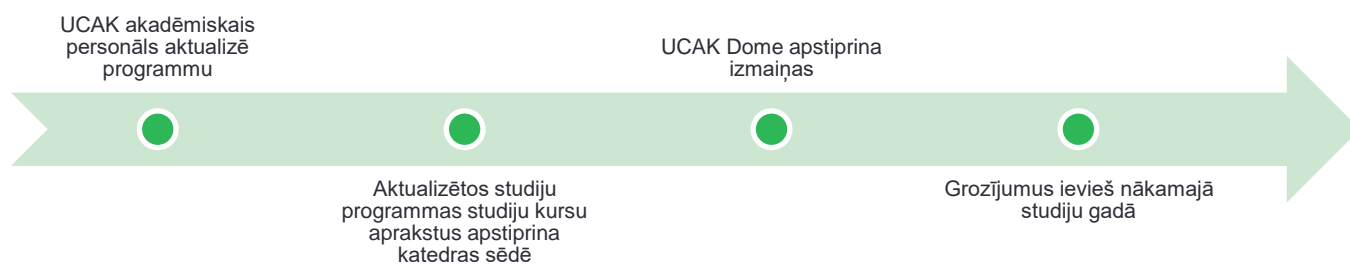 UCAK akadēmiskais
personāls aktualizē
programmu
Aktualizētos studiju
programmas studiju kursu
aprakstus apstiprina
katedras sēdē
UCAK Dome apstiprina
izmaiņas
Grozījumus ievieš nākamajā
studiju gadā